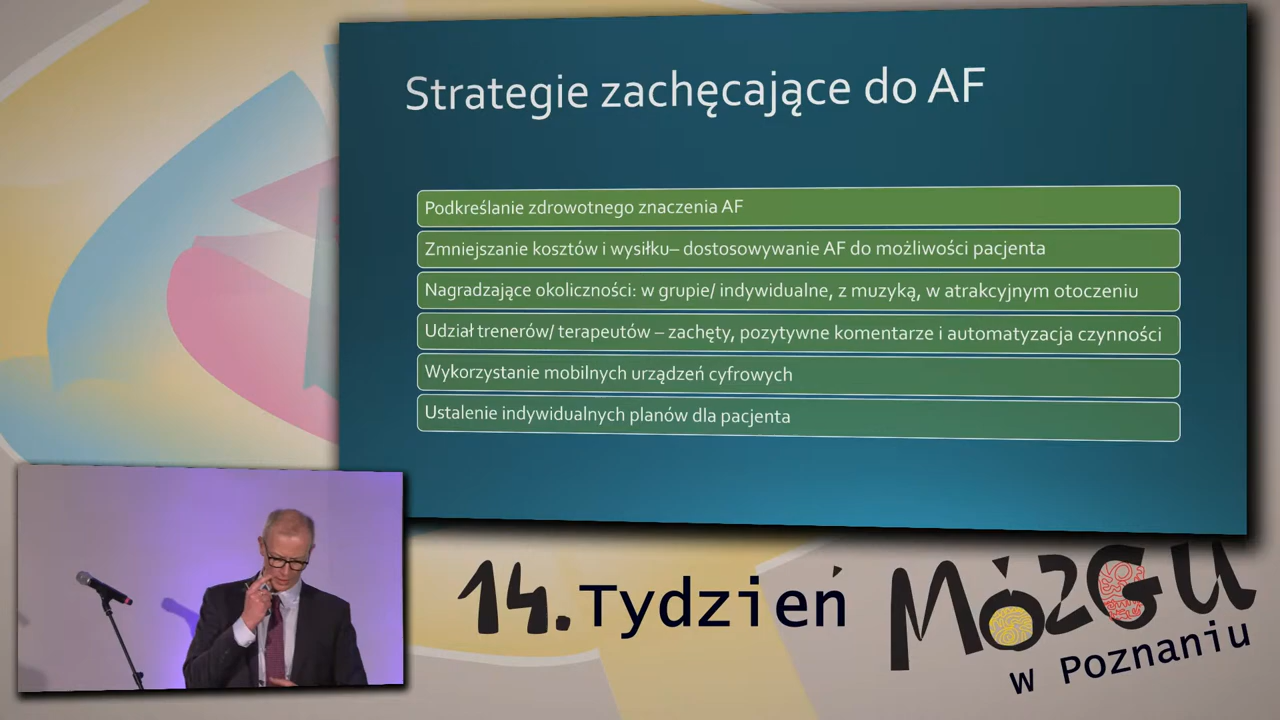 Strategie zachęcające do AF
Podkreślanie zdrowotnego znaczenia AF
Zmniejszanie kosztów i wysiłku– dostosowywanie AF do możliwości pacjenta
Nagradzające okoliczności: w grupie/ indywidualne, z muzyką, w atrakcyjnym otoczeniu
Udział trenerów/ terapeutów – zachęty, pozytywne komentarze i automatyzacja czynności
Wykorzystanie mobilnych urządzeń cyfrowych
Ustalenie indywidualnych planów dla pacjenta
14. Tydzień MÓZGU
w Poznaniu